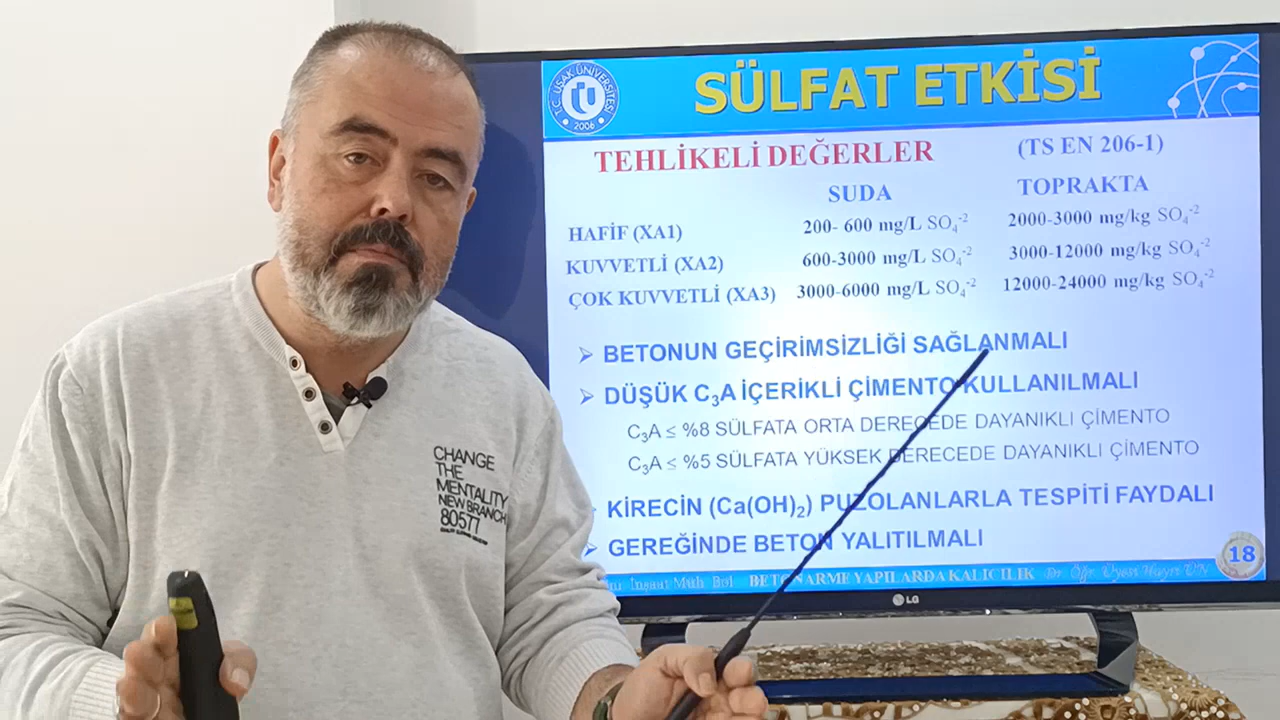 T.C. UŞAK ÜNİVERSİTESİ
2006
SÜLFAT ETKİSİ
TEHLİKELİ DEĞERLER (TS EN 206-1)
SUDA TOPRAKTA
HAFİF (XA1) 200- 600 mg/L SO₄⁻² 2000-3000 mg/kg SO₄⁻²
KUVVETLİ (XA2) 600-3000 mg/L SO₄⁻² 3000-12000 mg/kg SO₄⁻²
ÇOK KUVVETLİ (XA3) 3000-6000 mg/L SO₄⁻² 12000-24000 mg/kg SO₄⁻²
➢ BETONUN GEÇİRİMSİZLİĞİ SAĞLANMALI
➢ DÜŞÜK C₃A İÇERİKLİ ÇİMENTO KULLANILMALI
C₃A ≤ %8 SÜLFATA ORTA DERECEDE DAYANIKLI ÇİMENTO
C₃A ≤ %5 SÜLFATA YÜKSEK DERECEDE DAYANIKLI ÇİMENTO
KİRECİN (Ca(OH)₂) PUZOLANLARLA TESPİTİ FAYDALI
➢ GEREĞİNDE BETON YALITILMALI
18
İnşaat Müh. Böl. BETONARME YAPILARDA KALICILIK Dr. Öğr. Üyesi
LG
CHANGE
THE
MENTALITY
NEW BRANCH
80577